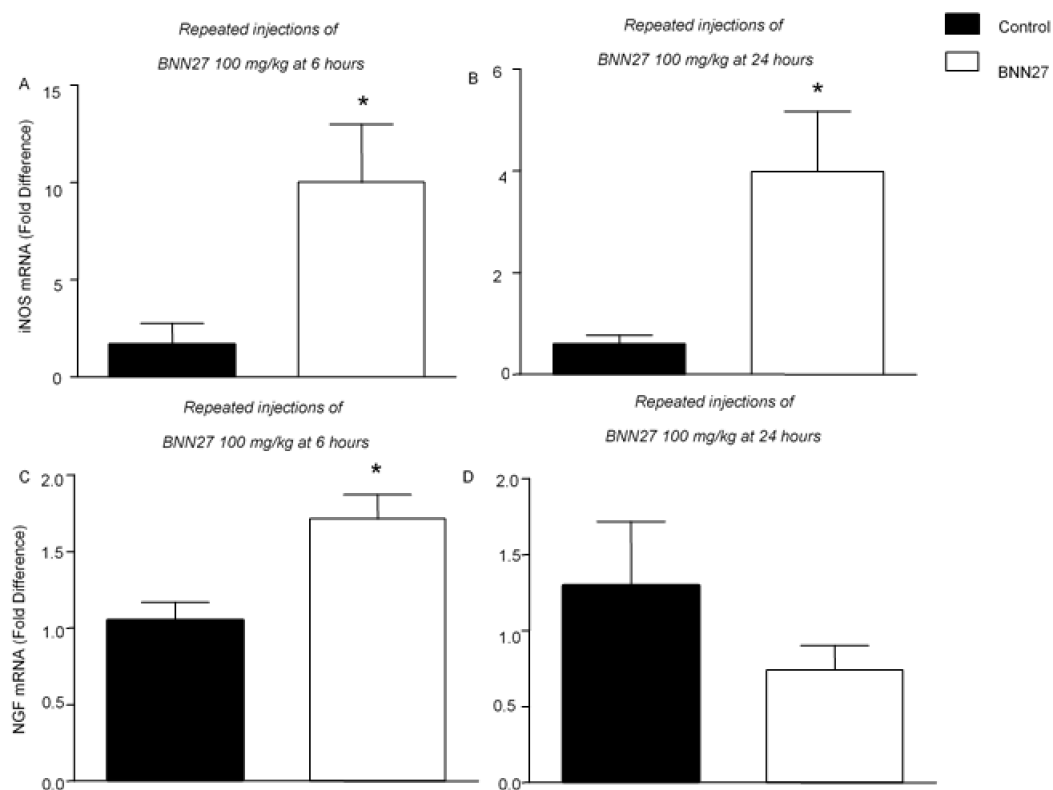 Repeated injections of
BNN27 100 mg/kg at 6 hours
A
iNOS mRNA (Fold Difference)
15
10
5
0
*
Repeated injections of
BNN27 100 mg/kg at 24 hours
B
6
4
2
0
*
Control
BNN27
Repeated injections of
BNN27 100 mg/kg at 6 hours
C
NGF mRNA (Fold Difference)
2.0
1.5
1.0
0.5
0.0
*
Repeated injections of
BNN27 100 mg/kg at 24 hours
D
2.0
1.5
1.0
0.5
0.0